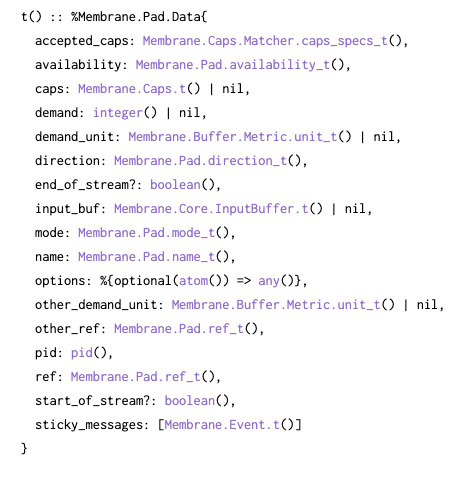 t() :: %Membrane.Pad.Data{
accepted_caps: Membrane.Caps.Matcher.caps_specs_t(),
availability: Membrane.Pad.availability_t(),
caps: Membrane.Caps.t() | nil,
demand: integer() | nil,
demand_unit: Membrane.Buffer.Metric.unit_t() | nil,
direction: Membrane.Pad.direction_t(),
end_of_stream?: boolean(),
input_buf: Membrane.Core.InputBuffer.t() | nil,
mode: Membrane.Pad.mode_t(),
name: Membrane.Pad.name_t(),
options: %{optional(atom()) => any()},
other_demand_unit: Membrane.Buffer.Metric.unit_t() | nil,
other_ref: Membrane.Pad.ref_t(),
pid: pid(),
ref: Membrane.Pad.ref_t(),
start_of_stream?: boolean(),
sticky_messages: [Membrane.Event.t()]
}